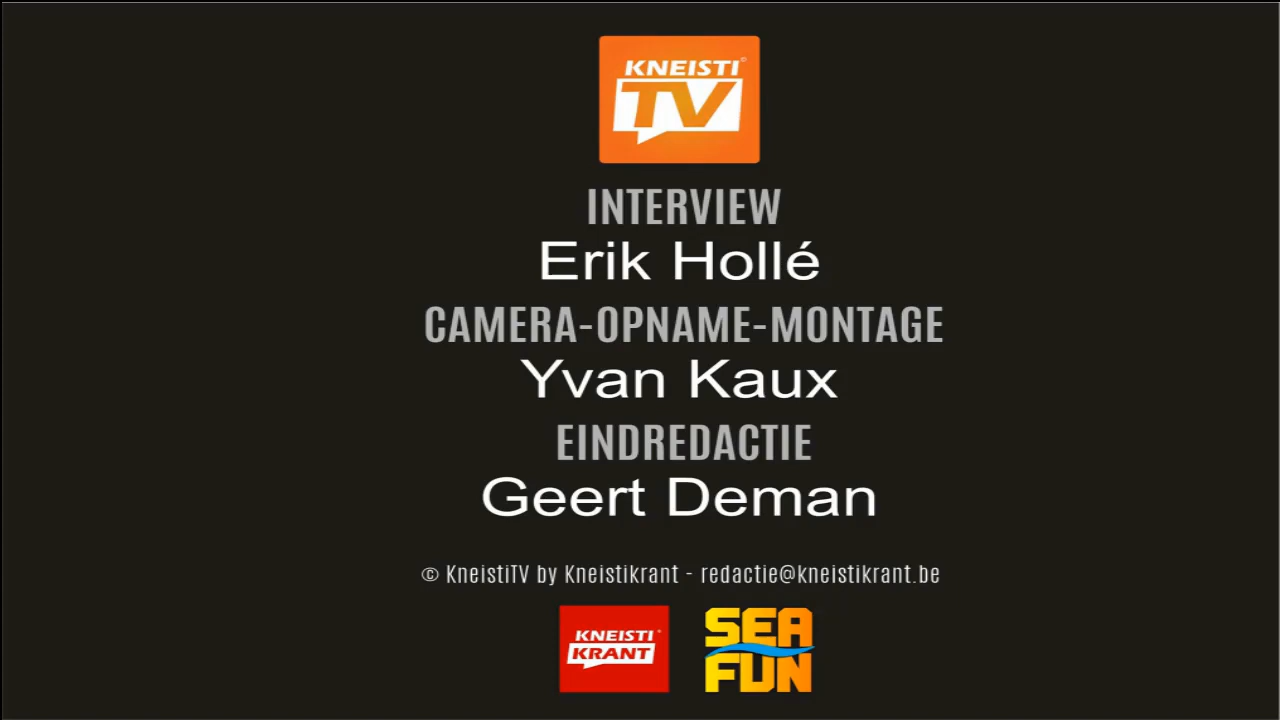 KNEISTI
TV
INTERVIEW
Erik Hollé
CAMERA-OPNAME-MONTAGE
Yvan Kaux
EINDREDACTIE
Geert Deman
© KneistiTV by Kneistikrant - redactie@kneistikrant.be
KNEISTI
KRANT
SEA
FUN